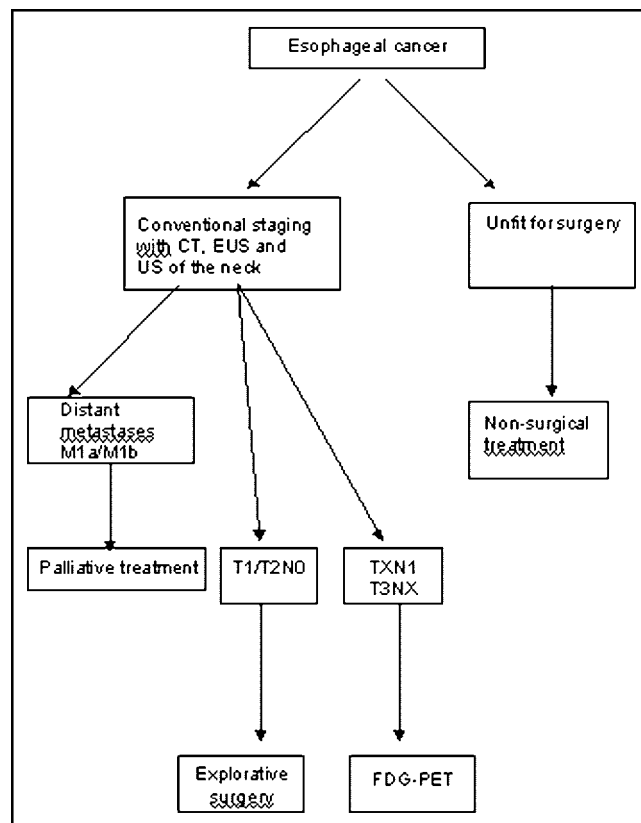 Esophageal cancer
Conventional staging
with CT, EUS and
US of the neck
Unfit for surgery
Distant
metastases
M1a/M1b
Non-surgical
treatment
Palliative treatment
T1/T2N0
TXN1
T3NX
Explorative
surgery
FDG-PET